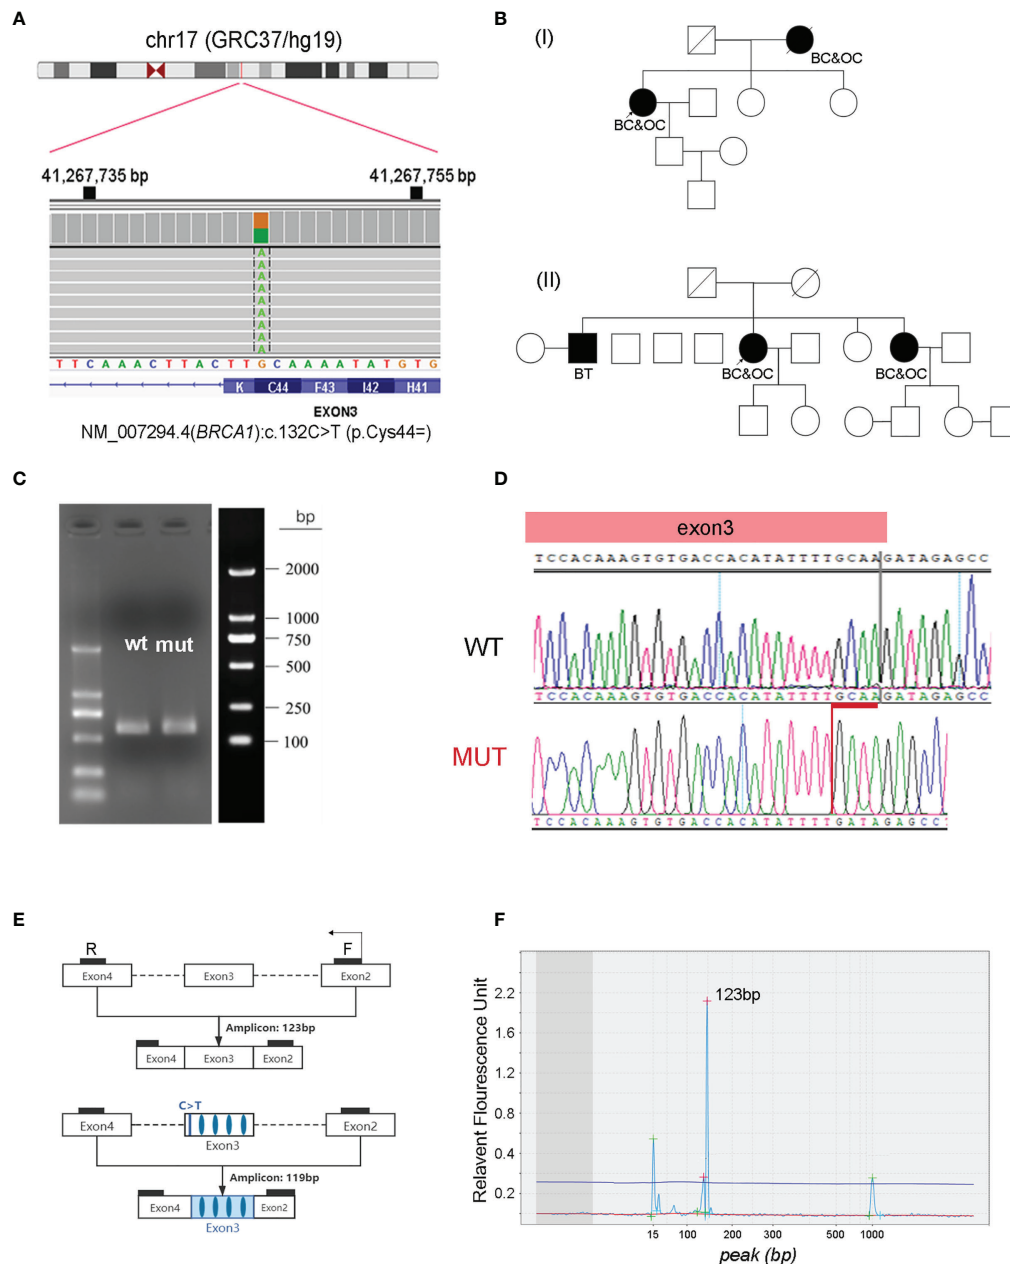 A
chr17 (GRC37/hg19)
41,267,735 bp
41,267,755 bp
A
A
A
A
A
A
A
A
A
T T C A A A C T T A C T T G C A A A A T A T G T G
K C44 F43 I42 H41
EXON3
NM_007294.4(BRCA1):c.132C>T (p.Cys44=)
B
(I)
BC&OC
BC&OC
(II)
BT
BC&OC
BC&OC
C
bp
wt mut
2000
1000
750
500
250
100
D
exon3
TCCACAAAGTGTGACCACATATTTTGCAAGATAGAGCC
WT
TCCACAAAGTGTGACCACATATTTTGCAAGATAGAGCC
MUT
TCCACAAAGTGTGACCACATATTTTGATAGAGCC
E
R
F
Exon4
Exon3
Exon2
Amplicon: 123bp
Exon4
Exon3
Exon2
C>T
Exon4
Exon3
Exon2
Amplicon: 119bp
Exon4
Exon2
Exon3
F
Relavent Flourescence Unit
2.2
1.8
1.6
1.2
0.8
0.4
0.2
123bp
15 100 200 300 500 1000
peak (bp)